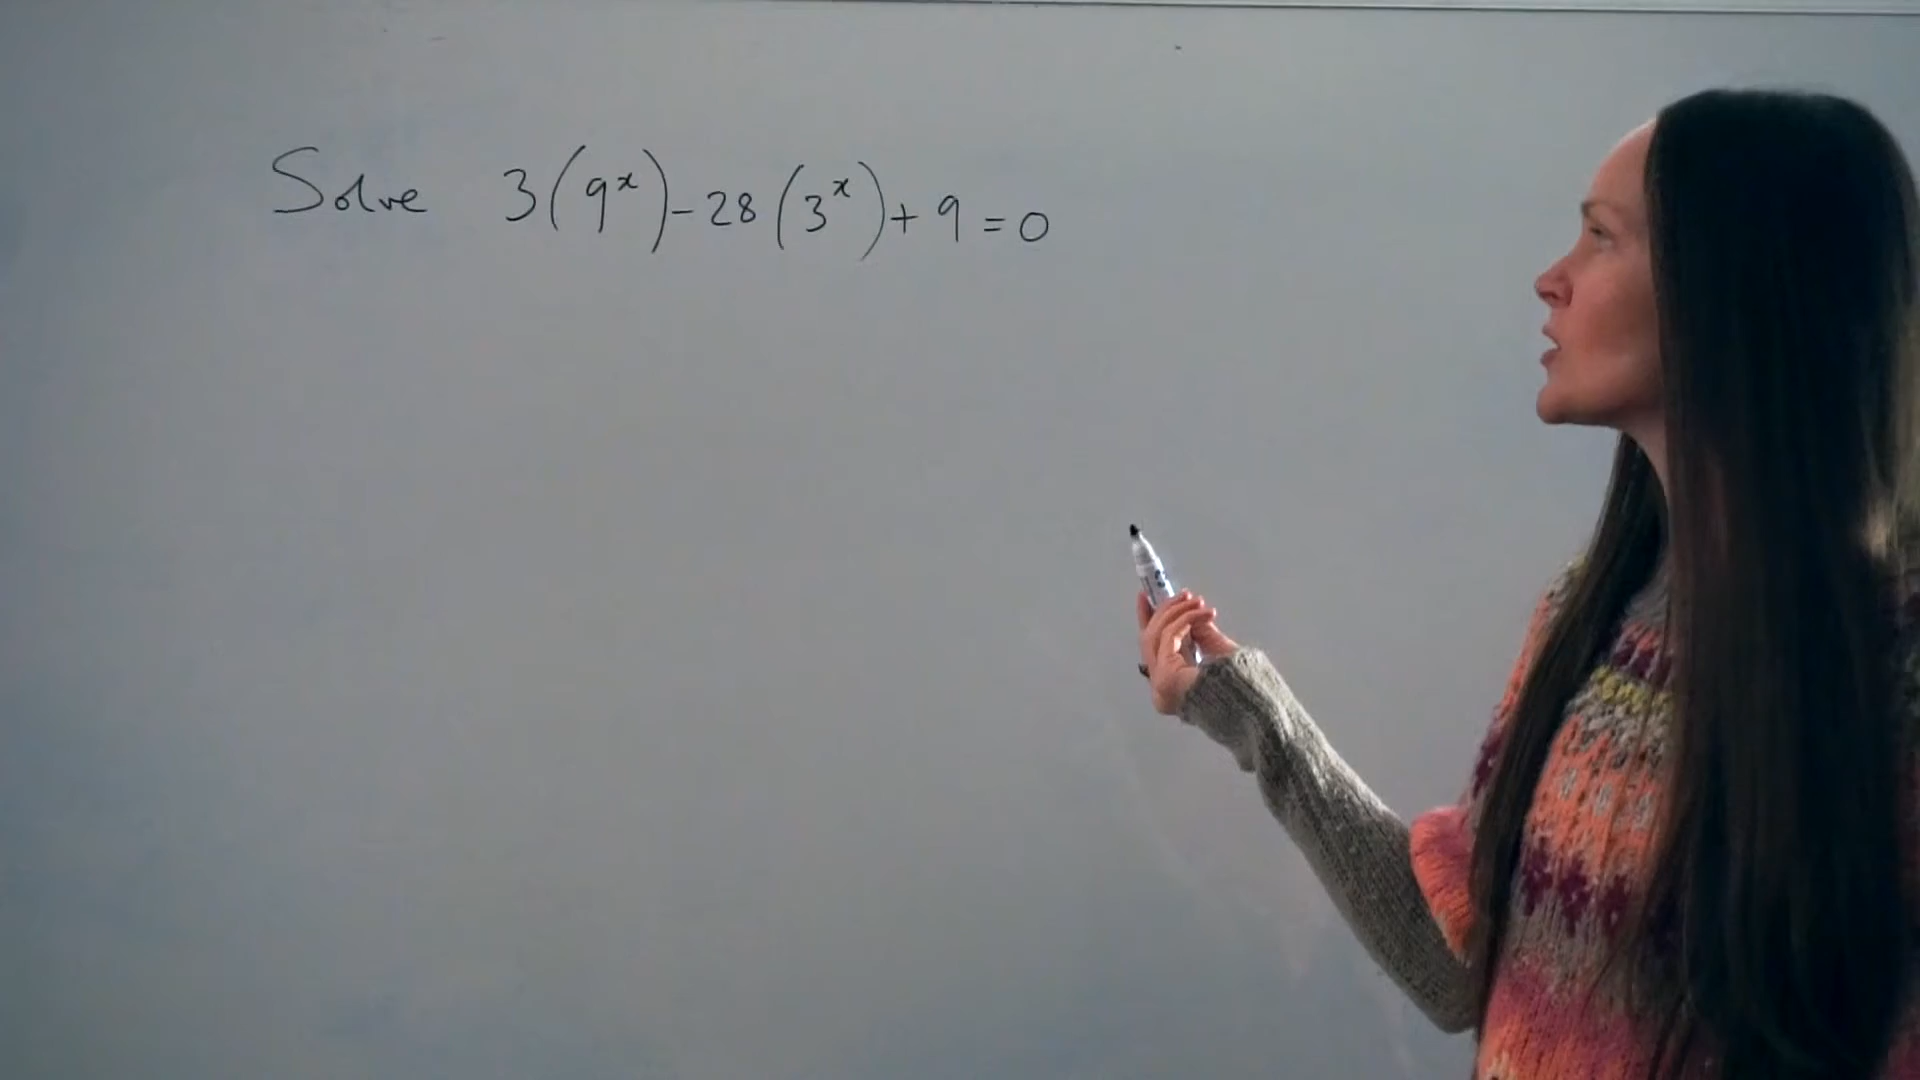 Solve 3(9ˣ) - 28(3ˣ) + 9 = 0